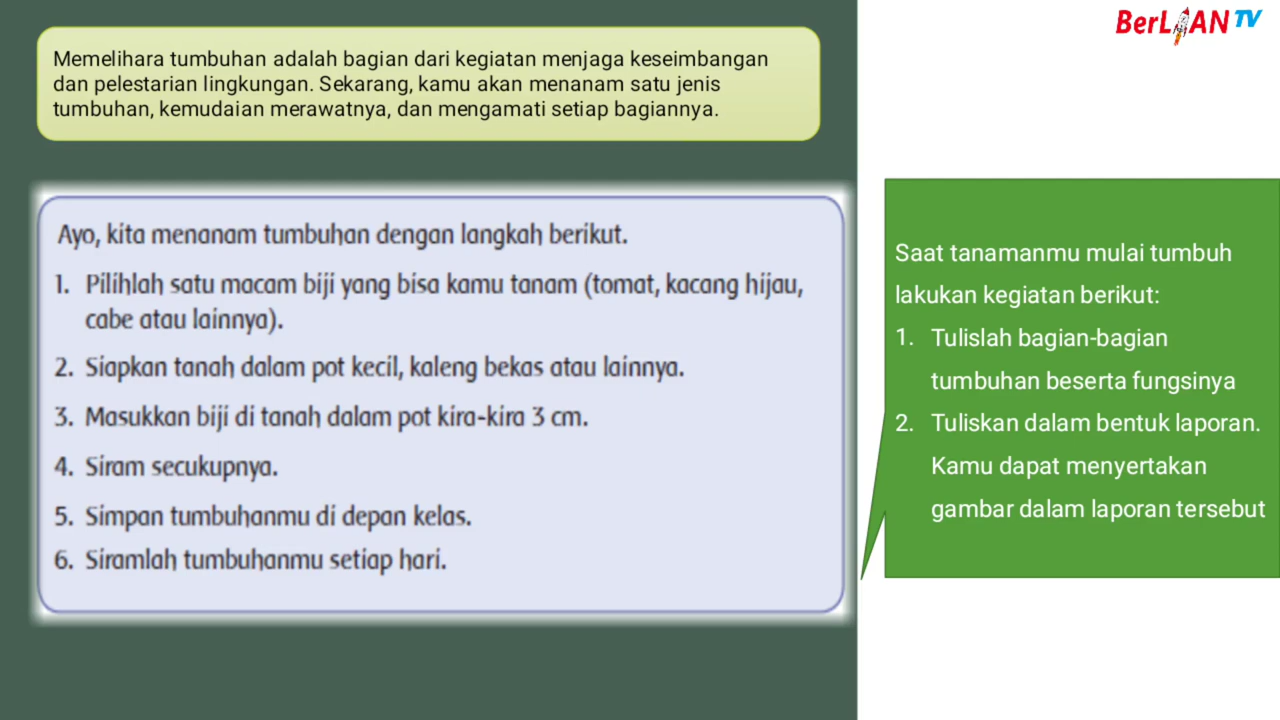 BerLIAN TV
Memelihara tumbuhan adalah bagian dari kegiatan menjaga keseimbangan
dan pelestarian lingkungan. Sekarang, kamu akan menanam satu jenis
tumbuhan, kemudaian merawatnya, dan mengamati setiap bagiannya.
Ayo, kita menanam tumbuhan dengan langkah berikut.
1. Pilihlah satu macam biji yang bisa kamu tanam (tomat, kacang hijau,
cabe atau lainnya).
2. Siapkan tanah dalam pot kecil, kaleng bekas atau lainnya.
3. Masukkan biji di tanah dalam pot kira-kira 3 cm.
4. Siram secukupnya.
5. Simpan tumbuhanmu di depan kelas.
6. Siramlah tumbuhanmu setiap hari.
Saat tanamanmu mulai tumbuh
lakukan kegiatan berikut:
1. Tulislah bagian-bagian
tumbuhan beserta fungsinya
2. Tuliskan dalam bentuk laporan.
Kamu dapat menyertakan
gambar dalam laporan tersebut